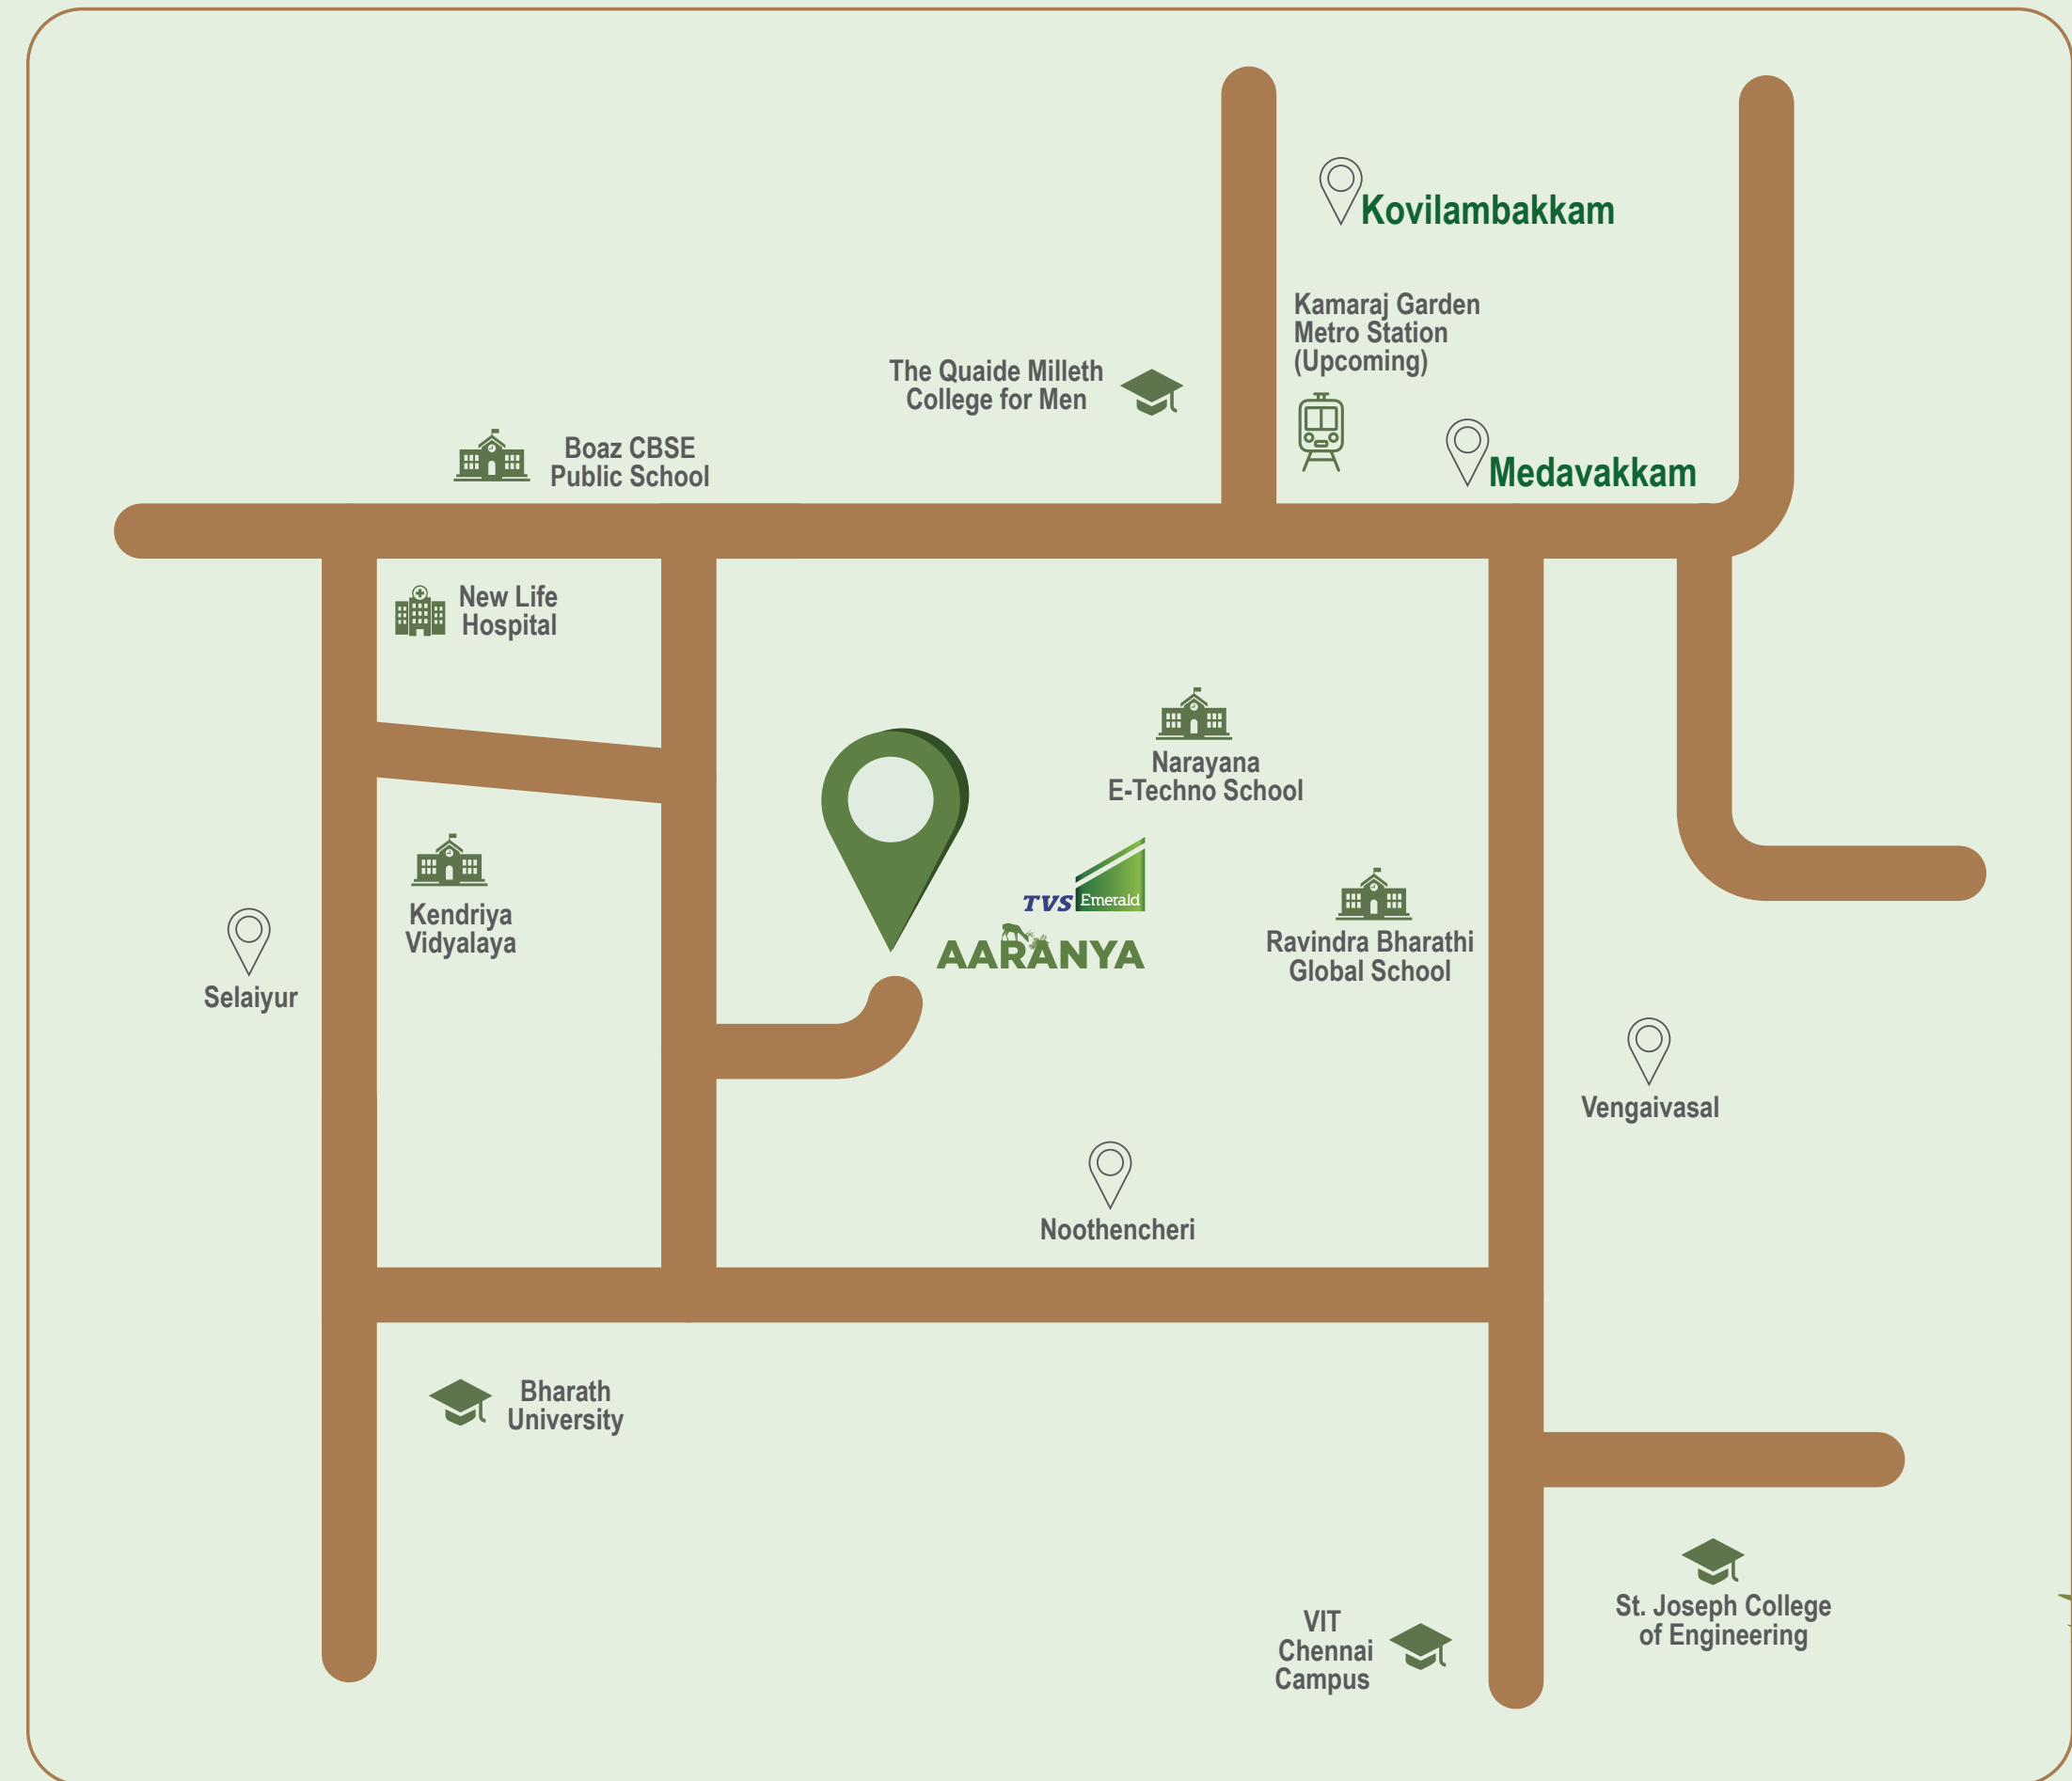 Kovilambakkam
Kamaraj Garden
Metro Station
(Upcoming)
The Quaide Milleth
College for Men
Boaz CBSE
Public School
Medavakkam
New Life
Hospital
Narayana
E-Techno School
TVS Emerald
AARANYA
Kendriya
Vidyalaya
Ravindra Bharathi
Global School
Selaiyur
Vengaivasal
Noothencheri
Bharath
University
St. Joseph College
of Engineering
VIT
Chennai
Campus